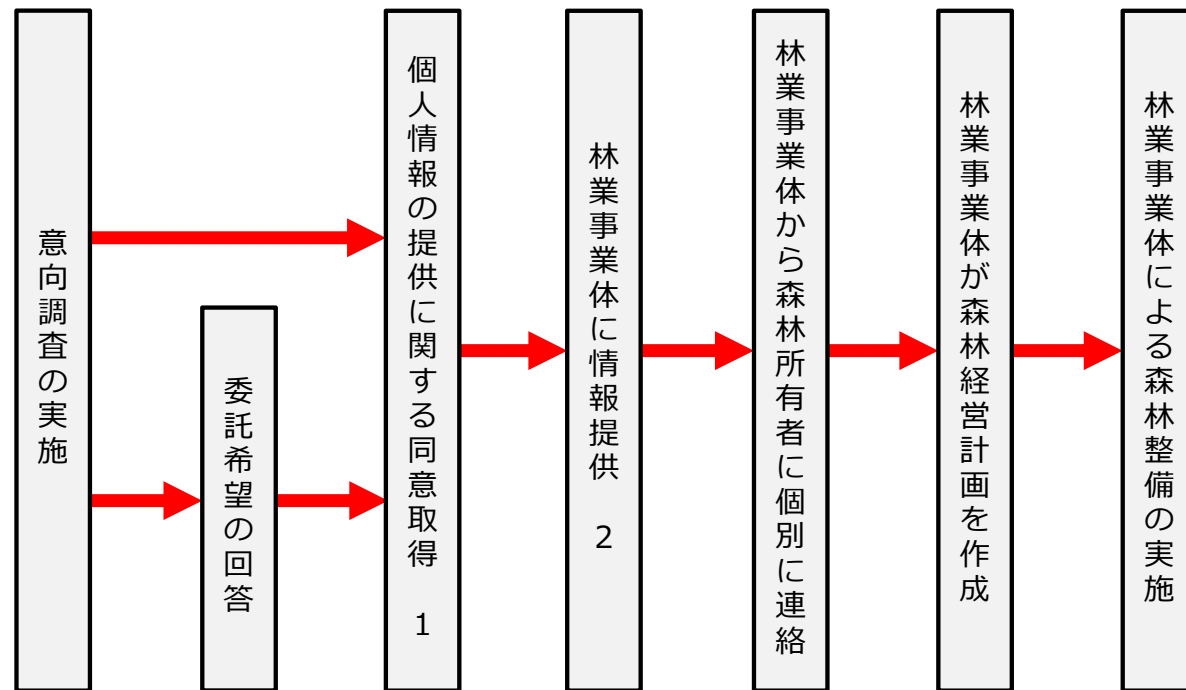 意向調査の実施
委託希望の回答
個人情報の提供に関する同意取得 1
林業事業体に情報提供 2
林業事業体から森林所有者に個別に連絡
林業事業体が森林経営計画を作成
林業事業体による森林整備の実施